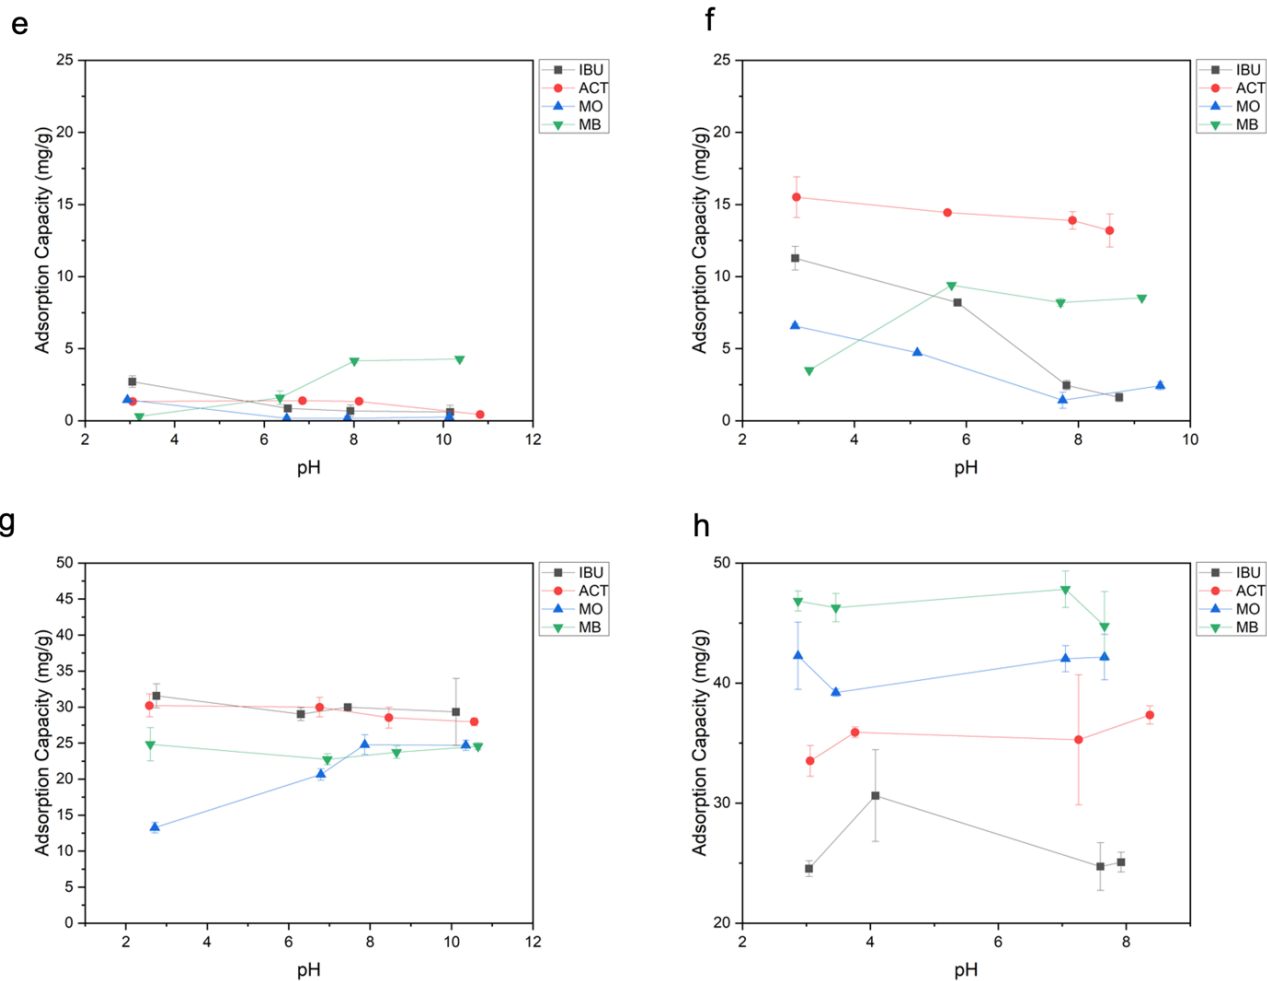 e
25
20
15
10
5
0
Adsorption Capacity (mg/g)
2 4 6 8 10 12
pH
IBU
ACT
MO
MB
f
25
20
15
10
5
0
Adsorption Capacity (mg/g)
2 4 6 8 10
pH
IBU
ACT
MO
MB
g
50
45
40
35
30
25
20
15
10
5
0
Adsorption Capacity (mg/g)
2 4 6 8 10 12
pH
IBU
ACT
MO
MB
h
50
40
30
20
Adsorption Capacity (mg/g)
2 4 6 8
pH
IBU
ACT
MO
MB